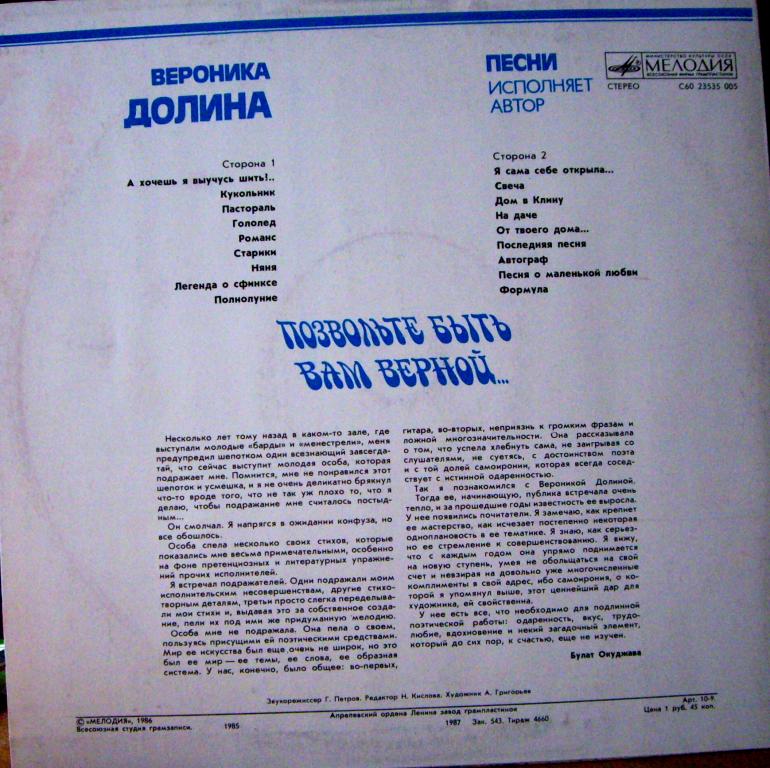 ВЕРОНИКА
ДОЛИНА
ПЕСНИ
ИСПОЛНЯЕТ
АВТОР
МИНИСТЕРСТВО КУЛЬТУРЫ СССР
МЕЛОДИЯ
ВСЕСОЮЗНАЯ ФИРМА ГРАМПЛАСТИНОК
СТЕРЕО
С60 23535 005
Сторона 1
А хочешь я выучусь шить!..
Кукольник
Пастораль
Гололед
Романс
Старики
Няня
Легенда о сфинксе
Полнолуние
Сторона 2
Я сама себе открыла...
Свеча
Дом в Клину
На даче
От твоего дома...
Последняя песня
Автограф
Песня о маленькой любви
Формула
ПОЗВОЛЬТЕ БЫТЬ
ВАМ ВЕРНОЙ...
Несколько лет тому назад в каком-то зале, где
выступали молодые «барды» и «менестрели», меня
предупредил шепотком один всезнающий завсегда-
тай, что сейчас выступит молодая особа, которая
подражает мне. Помнится, мне не понравился этот
шепоток и усмешка, и я не очень деликатно брякнул
что-то вроде того, что не так уж плохо то, что я
делаю, чтобы подражание мне считалось постыд-
ным...
Он смолчал. Я напрягся в ожидании конфуза, но
все обошлось.
Особа спела несколько своих стихов, которые
показались мне весьма примечательными, особенно
на фоне претенциозных и литературных упражне-
ний прочих исполнителей.
Я встречал подражателей. Одни подражали моим
исполнительским несовершенствам, другие стихо-
творным деталям, третьи просто слегка переделыва-
ли мои стихи и, выдавая это за собственное созда-
ние, пели их под ими же придуманную мелодию.
Особа мне не подражала. Она пела о своем,
пользуясь присущими ей поэтическими средствами.
Мир ее искусства был еще очень не широк, но это
был ее мир — ее темы, ее слова, ее образная
система. У нас, конечно, было общее: во-первых,
гитара, во-вторых, неприязнь к громким фразам и
ложной многозначительности. Она рассказывала
о том, что успела хлебнуть сама, не заигрывая со
слушателями, не суетясь, с достоинством поэта
и с той долей самоиронии, которая всегда сосед-
ствует с истинной одаренностью.
Так я познакомился с Вероникой Долиной.
Тогда ее, начинающую, публика встречала очень
тепло, и за прошедшие годы известность ее выросла.
У нее появились почитатели. Я замечаю, как крепнет
ее мастерство, как исчезает постепенно некоторая
одноплановость в ее тематике. Я знаю, как серьез-
но ее стремление к совершенствованию. Я вижу,
что с каждым годом она упрямо поднимается
на новую ступень, умея не обольщаться на свой
счет и невзирая на довольно уже многочисленные
комплименты в свой адрес, ибо самоирония, о ко-
торой я упомянул выше, этот ценнейший дар для
художника, ей свойственна.
У нее есть все, что необходимо для подлинной
поэтической работы: одаренность, вкус, трудо-
любие, вдохновение и некий загадочный элемент,
который до сих пор, к счастью, еще не изучен.
Булат Окуджава
Звукорежиссер Г. Петров. Редактор Н. Кислова. Художник А. Григорьев
© «МЕЛОДИЯ», 1986
Всесоюзная студия грамзаписи. 1985
Апрелевский ордена Ленина завод грампластинок
1987 Зак. 543. Тираж 4660
Арт. 10-9.
Цена 1 руб. 45 коп.